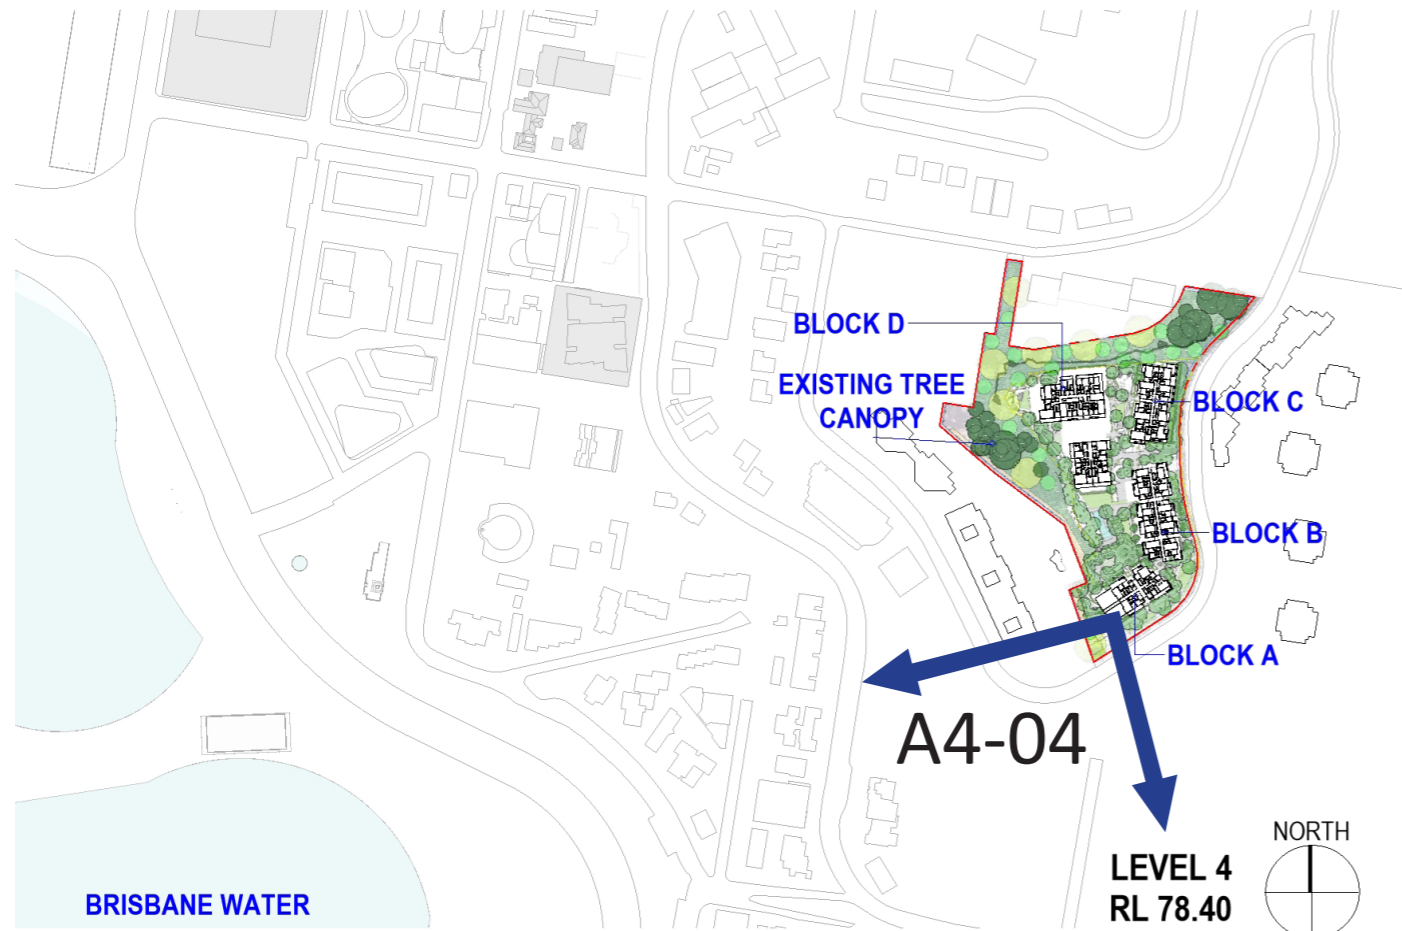 BLOCK D
EXISTING TREE
CANOPY
BLOCK C
BLOCK B
BLOCK A
A4-04
NORTH
LEVEL 4
RL 78.40
BRISBANE WATER